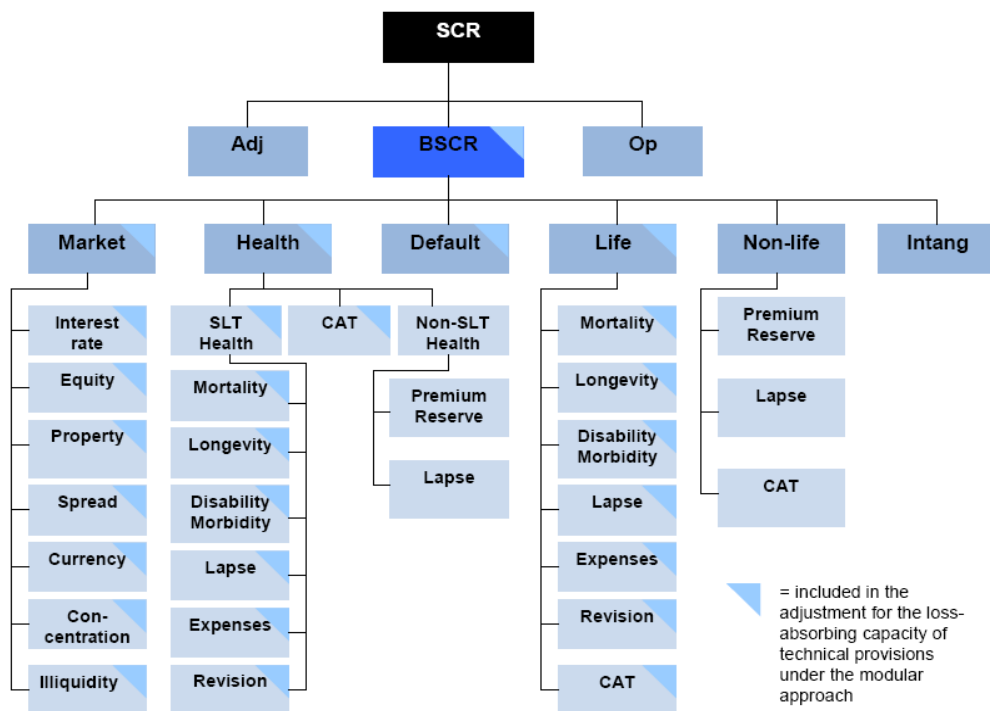 SCR
Adj
BSCR
Op
Market
Health
Default
Life
Non-life
Intang
Interest
rate
Equity
Property
Spread
Currency
Con-
centration
Illiquidity
SLT
Health
CAT
Non-SLT
Health
Mortality
Longevity
Disability
Morbidity
Lapse
Expenses
Revision
Premium
Reserve
Lapse
Mortality
Longevity
Disability
Morbidity
Lapse
Expenses
Revision
CAT
Premium
Reserve
Lapse
CAT
= included in the
adjustment for the loss-
absorbing capacity of
technical provisions
under the modular
approach